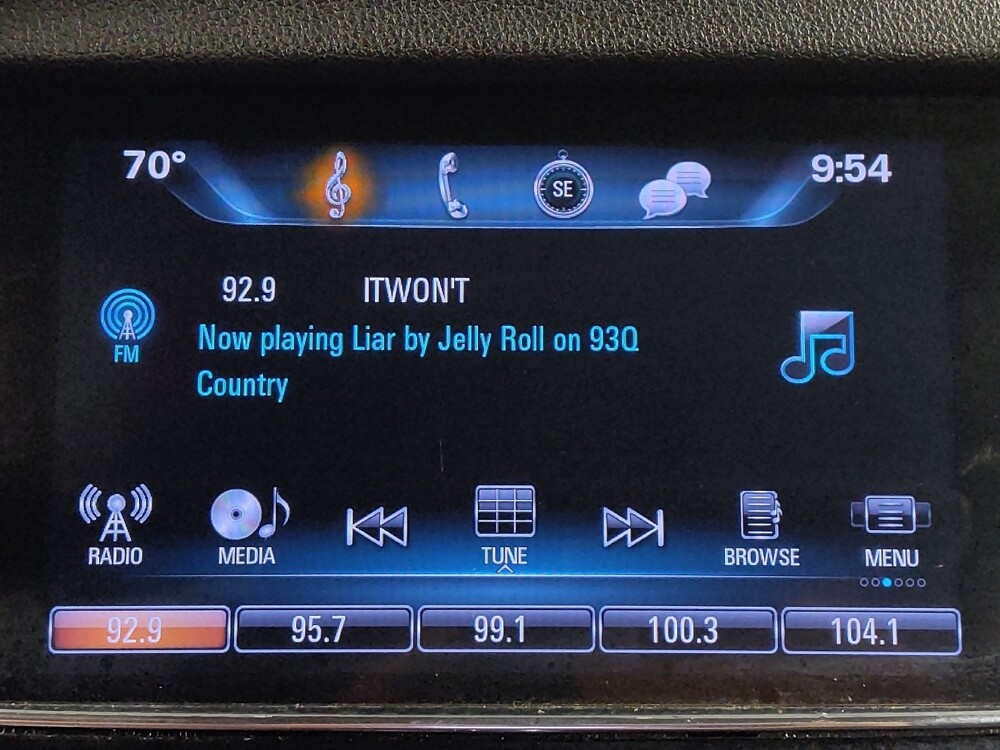 70° 9:54
SE
92.9 ITWON'T
Now playing Liar by Jelly Roll on 93Q
Country
FM
RADIO MEDIA TUNE BROWSE MENU
92.9 95.7 99.1 100.3 104.1